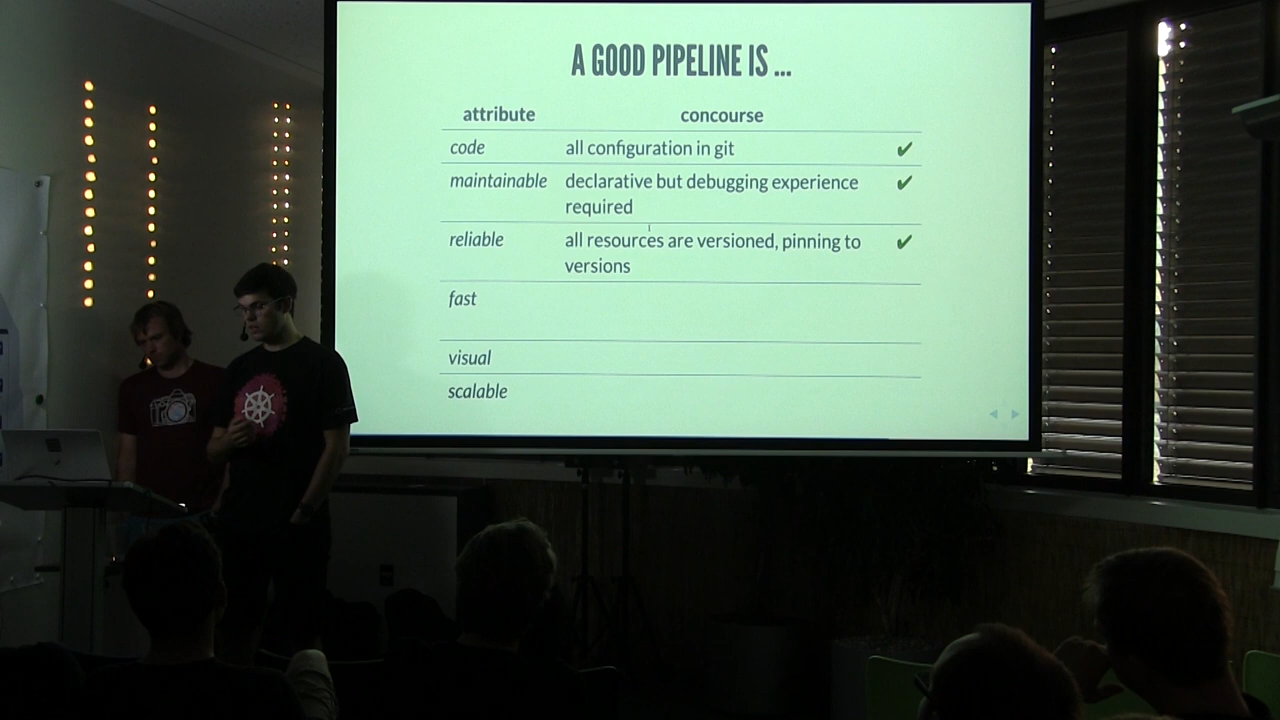 A GOOD PIPELINE IS ...
attribute concourse
code all configuration in git ✔
maintainable declarative but debugging experience ✔
required
reliable all resources are versioned, pinning to ✔
versions
fast
visual
scalable